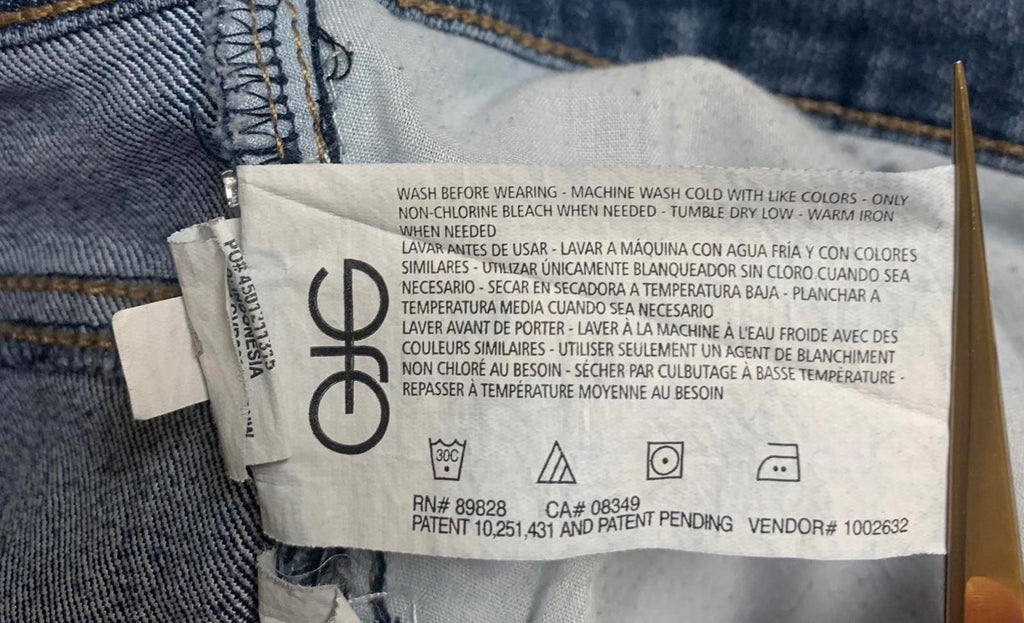 WASH BEFORE WEARING - MACHINE WASH COLD WITH LIKE COLORS - ONLY
NON-CHLORINE BLEACH WHEN NEEDED - TUMBLE DRY LOW - WARM IRON
WHEN NEEDED
LAVAR ANTES DE USAR - LAVAR A MÁQUINA CON AGUA FRÍA Y CON COLORES
SIMILARES - UTILIZAR ÚNICAMENTE BLANQUEADOR SIN CLORO CUANDO SEA
NECESARIO - SECAR EN SECADORA A TEMPERATURA BAJA - PLANCHAR A
TEMPERATURA MEDIA CUANDO SEA NECESARIO
LAVER AVANT DE PORTER - LAVER À LA MACHINE À L'EAU FROIDE AVEC DES
COULEURS SIMILAIRES - UTILISER SEULEMENT UN AGENT DE BLANCHIMENT
NON CHLORÉ AU BESOIN - SÉCHER PAR CULBUTAGE À BASSE TEMPÉRATURE -
REPASSER À TEMPÉRATURE MOYENNE AU BESOIN
30C
RN# 89828 CA# 08349
PATENT 10,251,431 AND PATENT PENDING VENDOR# 1002632
PO#